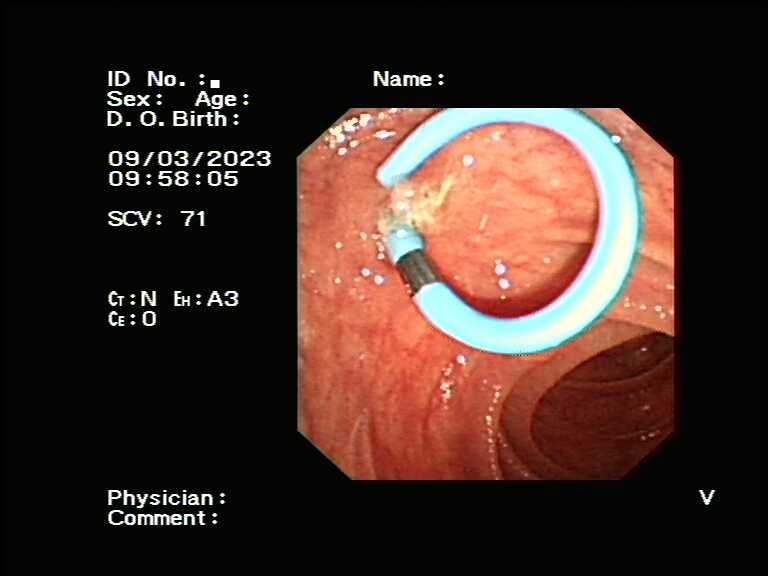 ID No. :
Name:
Sex: Age:
D.O.Birth:
09/03/2023
09:58:05
SCV: 71
CT:N EH:A3
CE:0
Physician:
V
Comment: